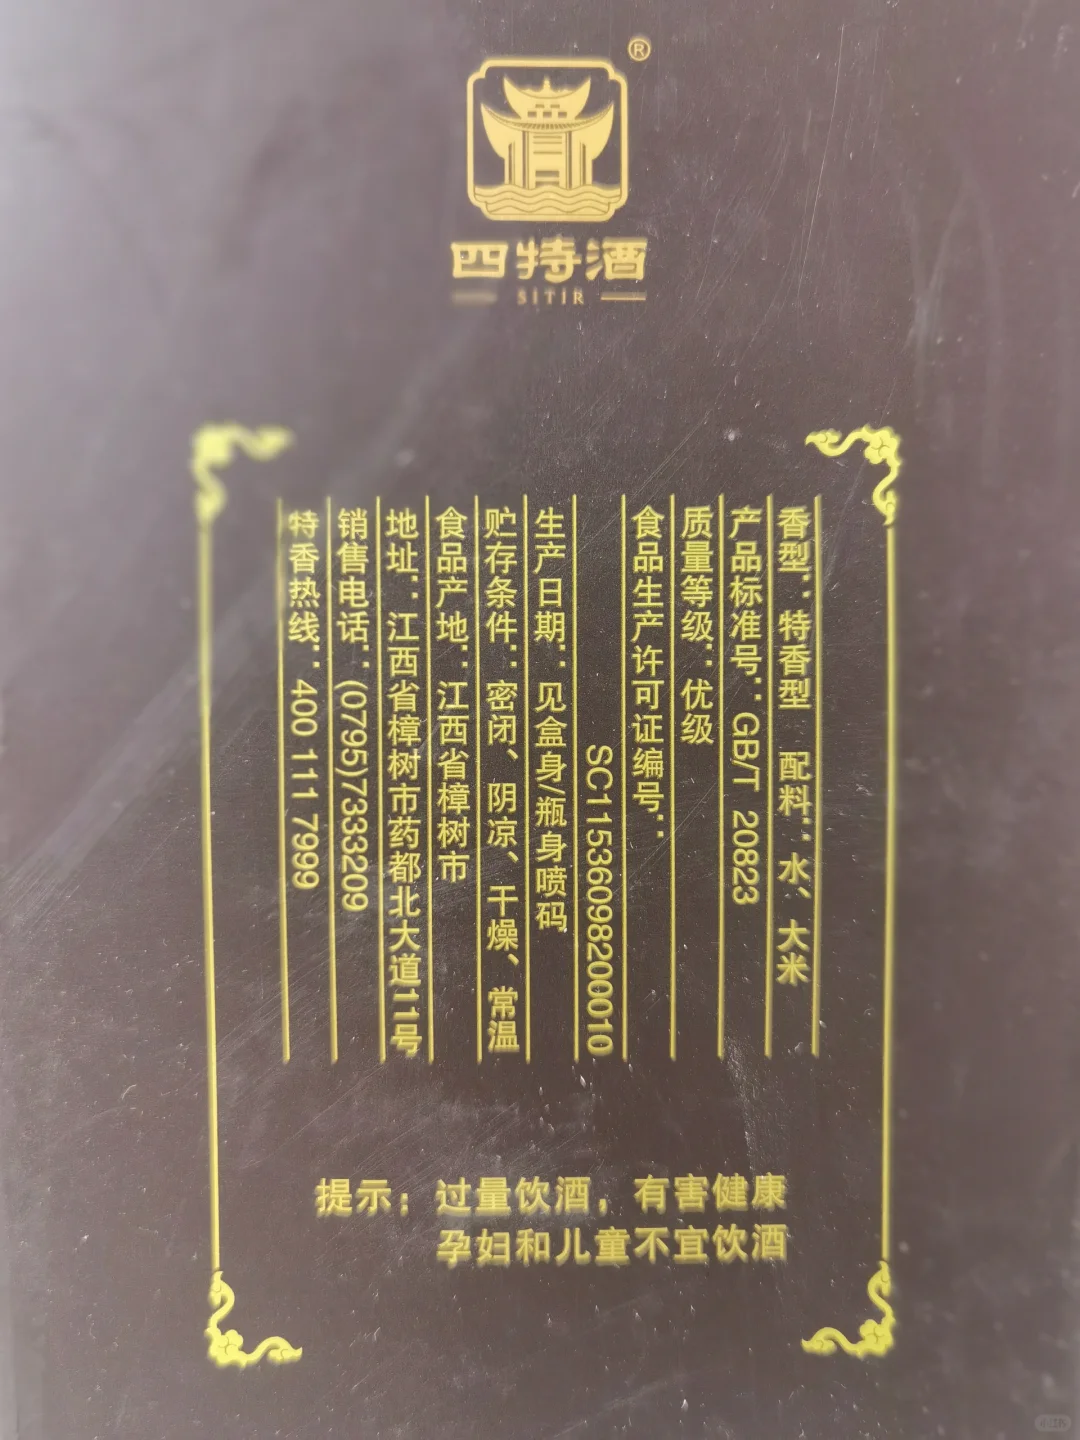 ®
四特酒
SITIR
香型：特香型 配料：水、大米
产品标准号：GB/T 20823
质量等级：优级
食品生产许可证编号：
SC11536098200010
生产日期：见盒身/瓶身喷码
贮存条件：密闭、阴凉、干燥、常温
食品产地：江西省樟树市
地址：江西省樟树市药都北大道二号
销售电话：(0795)7333209
特香热线：400 111 7999
提示：过量饮酒，有害健康
孕妇和儿童不宜饮酒